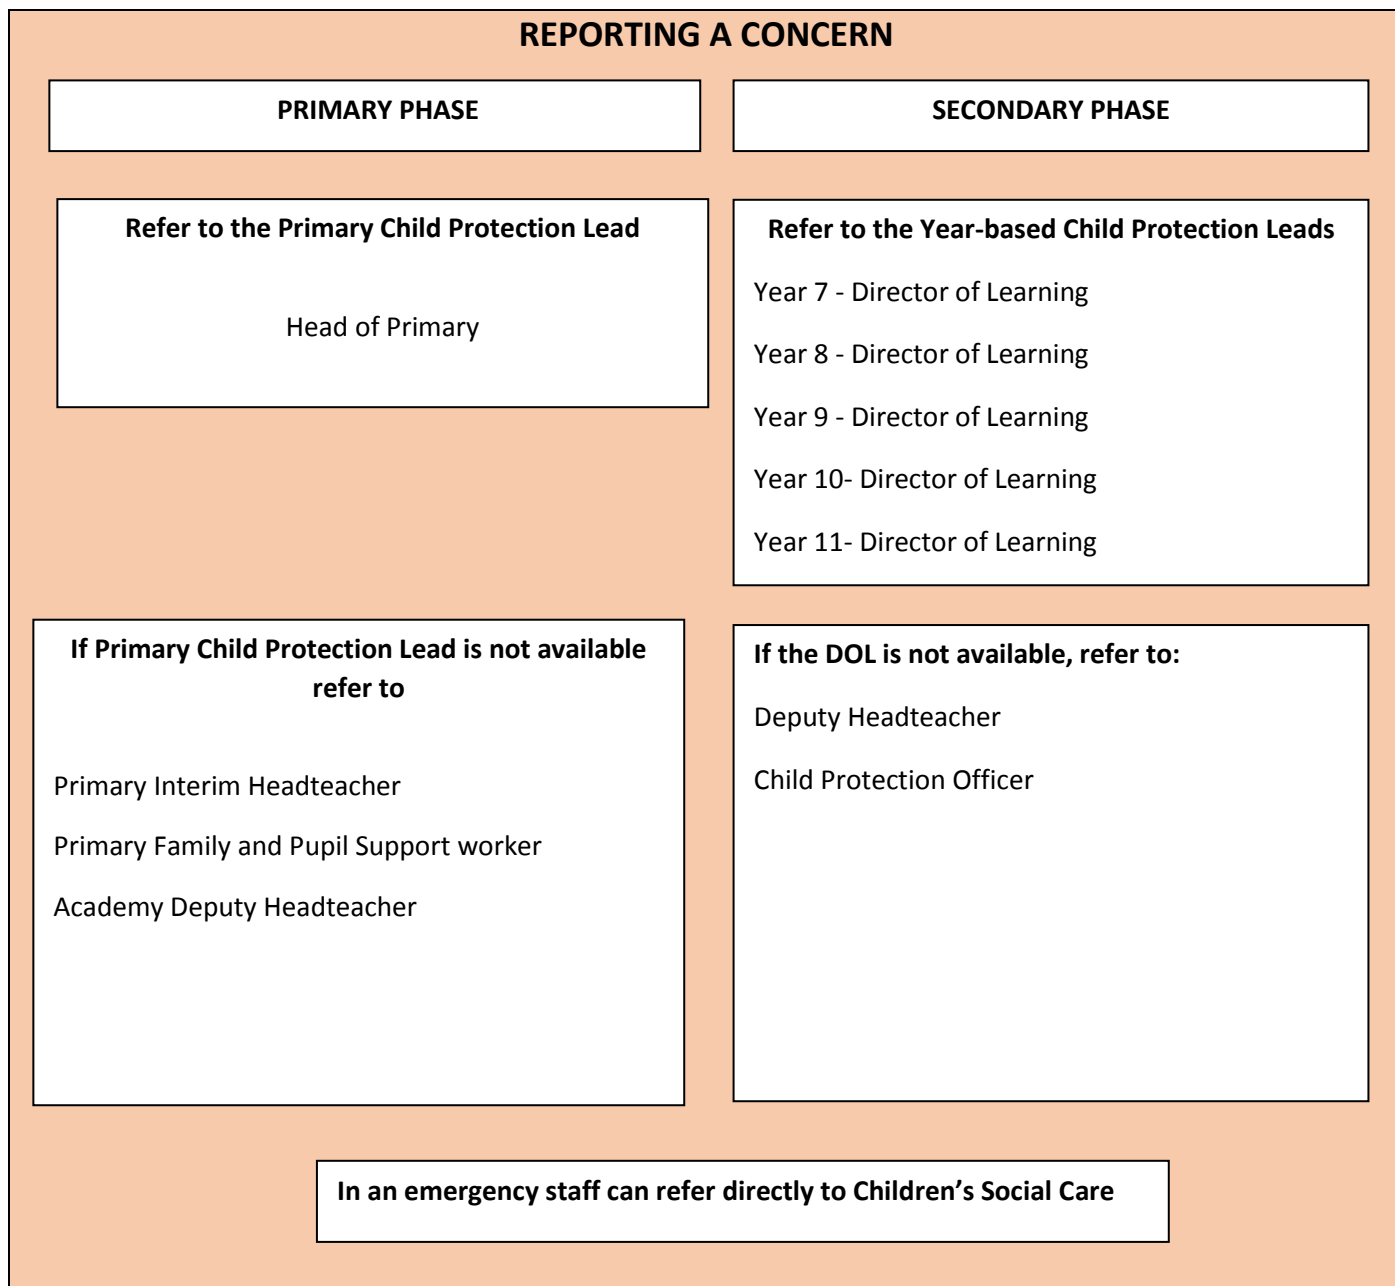 REPORTING A CONCERN
PRIMARY PHASE
SECONDARY PHASE
Refer to the Primary Child Protection Lead
Head of Primary
Refer to the Year-based Child Protection Leads
Year 7 - Director of Learning
Year 8 - Director of Learning
Year 9 - Director of Learning
Year 10- Director of Learning
Year 11- Director of Learning
If Primary Child Protection Lead is not available
refer to
Primary Interim Headteacher
Primary Family and Pupil Support worker
Academy Deputy Headteacher
If the DOL is not available, refer to:
Deputy Headteacher
Child Protection Officer
In an emergency staff can refer directly to Children’s Social Care